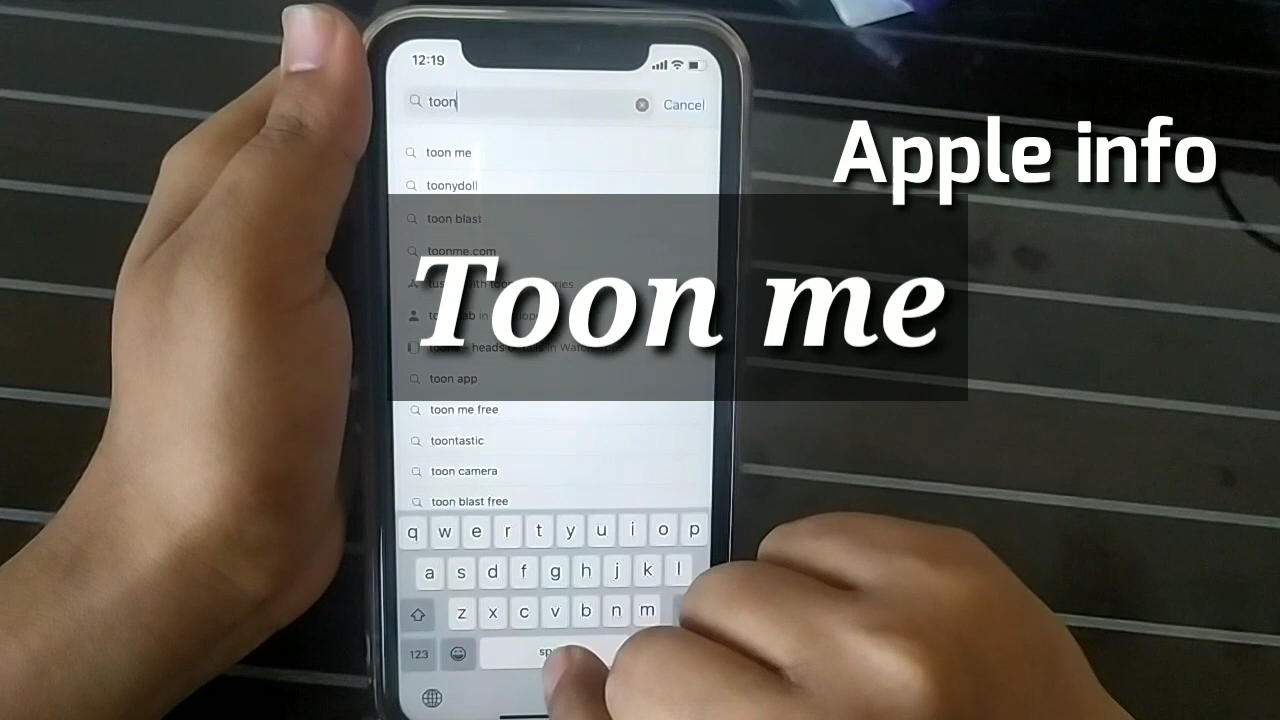 12:19
toon
Cancel
toon me
toonydoll
toon blast
toonme.com
toon app
toon me free
toontastic
toon camera
toon blast free
q w e r t y u i o p
a s d f g h j k l
z x c v b n m
123
Apple info
Toon me